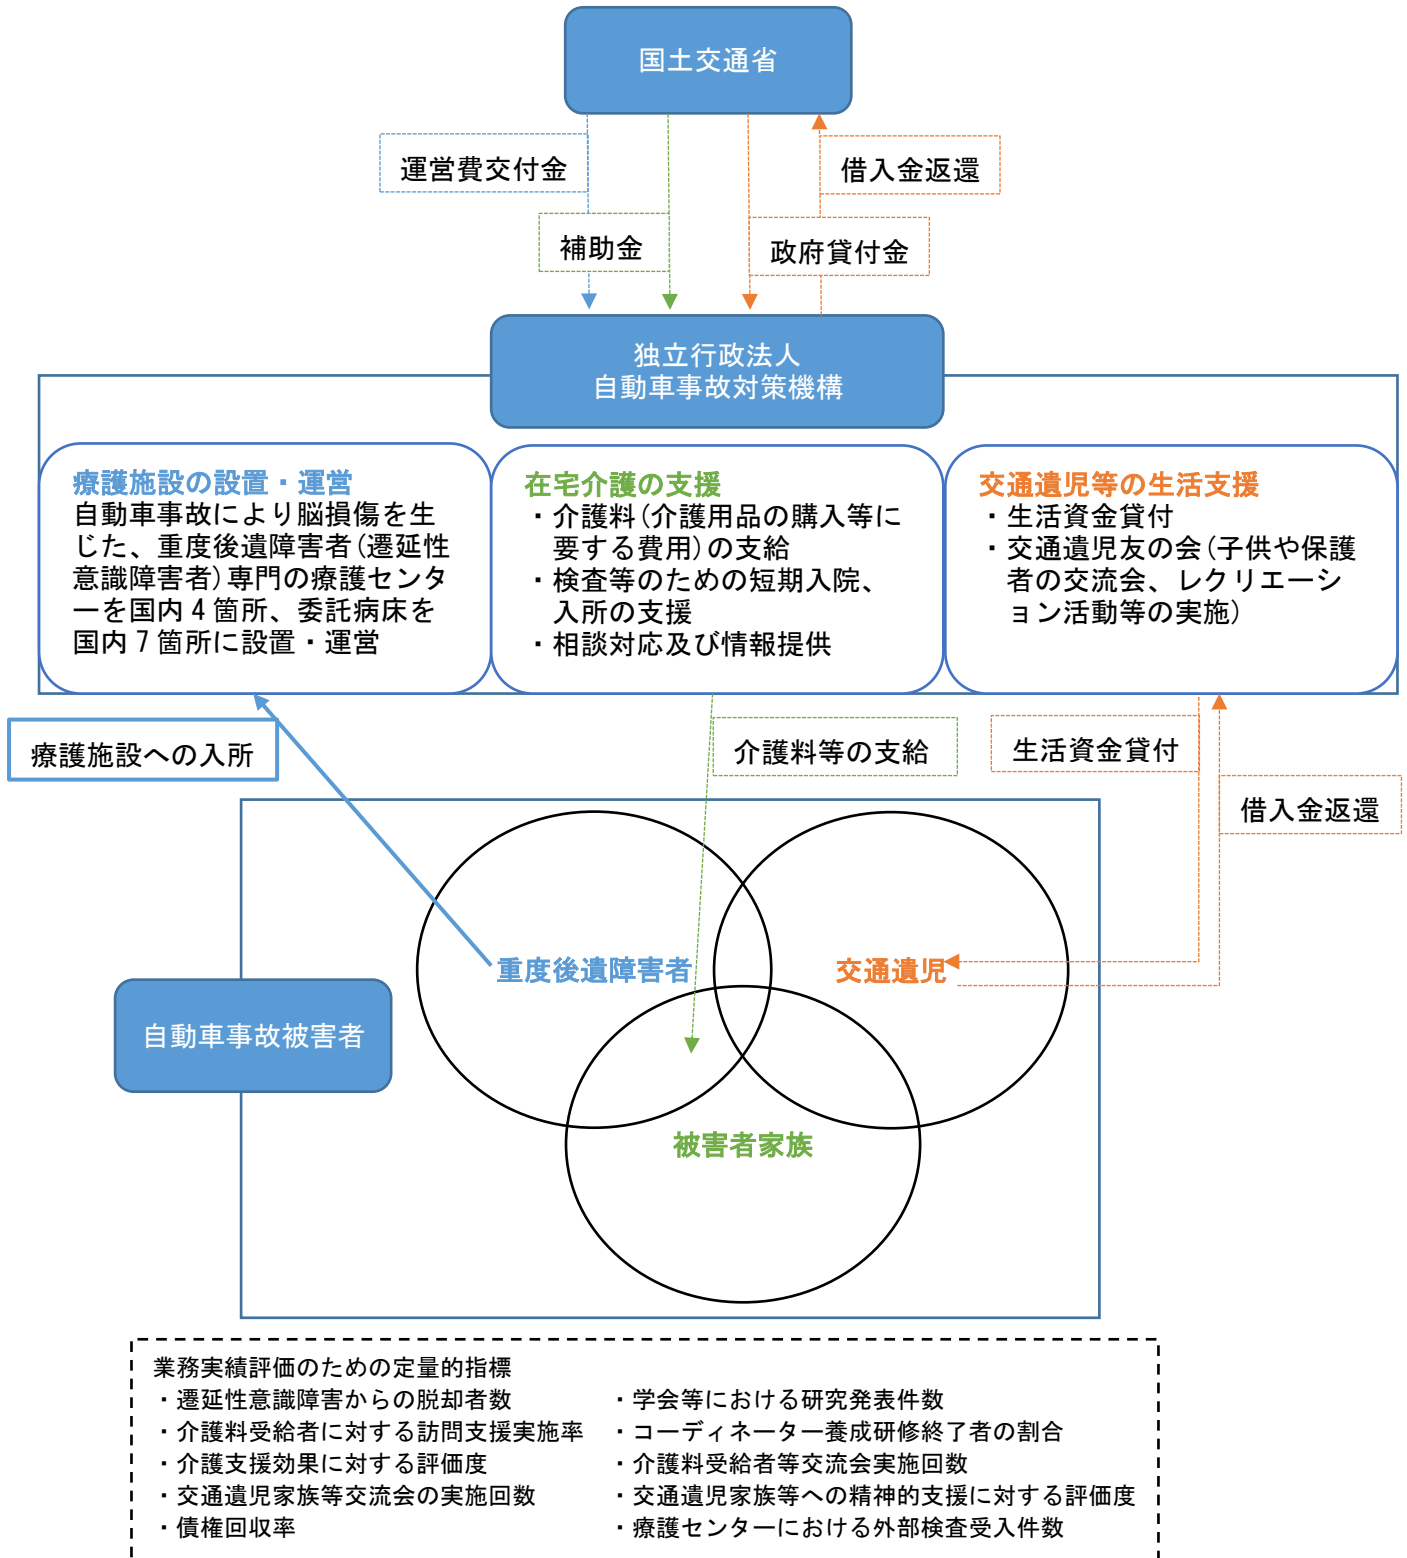 国土交通省
運営費交付金
借入金返還
補助金
政府貸付金
独立行政法人
自動車事故対策機構
療護施設の設置・運営
自動車事故により脳損傷を生
じた、重度後遺障害者(遷延性
意識障害者)専門の療護センタ
ーを国内4箇所、委託病床を
国内7箇所に設置・運営
在宅介護の支援
・介護料(介護用品の購入等に
要する費用)の支給
・検査等のための短期入院、
入所の支援
・相談対応及び情報提供
交通遺児等の生活支援
・生活資金貸付
・交通遺児友の会(子供や保護
者の交流会、レクリエーシ
ョン活動等の実施)
療護施設への入所
介護料等の支給
生活資金貸付
借入金返還
重度後遺障害者
交通遺児
自動車事故被害者
被害者家族
業務実績評価のための定量的指標
・遷延性意識障害からの脱却者数
・学会等における研究発表件数
・介護料受給者に対する訪問支援実施率
・コーディネーター養成研修終了者の割合
・介護支援効果に対する評価度
・介護料受給者等交流会実施回数
・交通遺児家族等交流会の実施回数
・交通遺児家族等への精神的支援に対する評価度
・債権回収率
・療護センターにおける外部検査受入件数